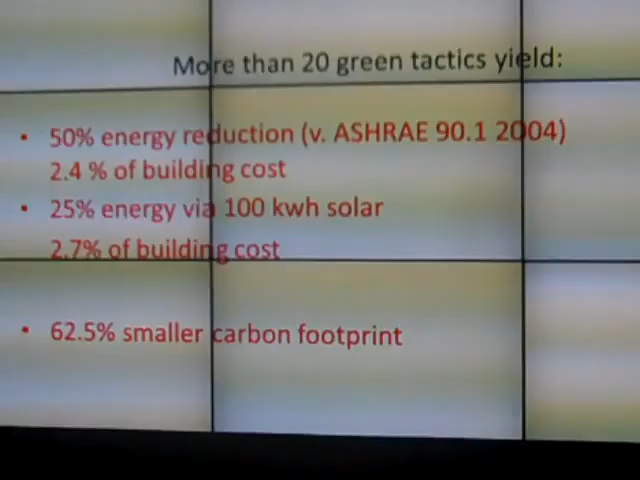 More than 20 green tactics yield:
• 50% energy reduction (v. ASHRAE 90.1 2004)
2.4 % of building cost
• 25% energy via 100 kwh solar
2.7% of building cost
• 62.5% smaller carbon footprint